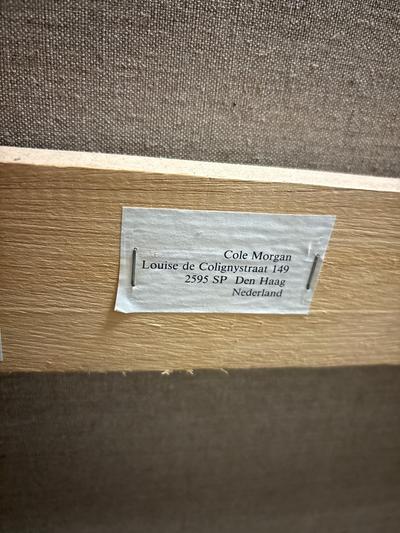 Cole Morgan
Louise de Colignystraat 149
2595 SP Den Haag
Nederland